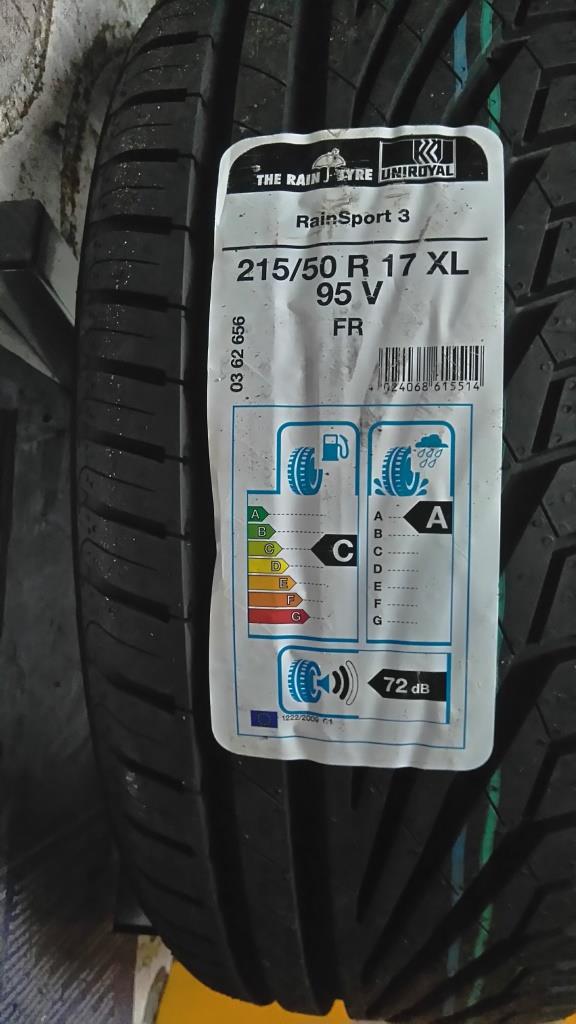 THE RAIN TYRE UNIROYAL
RainSport 3
215/50 R 17 XL
95 V
FR
03 62 656
4 024068 615514
A
B
C
D
E
F
G
C
A
B
C
D
E
F
G
A
72 dB
1222/2009 C1